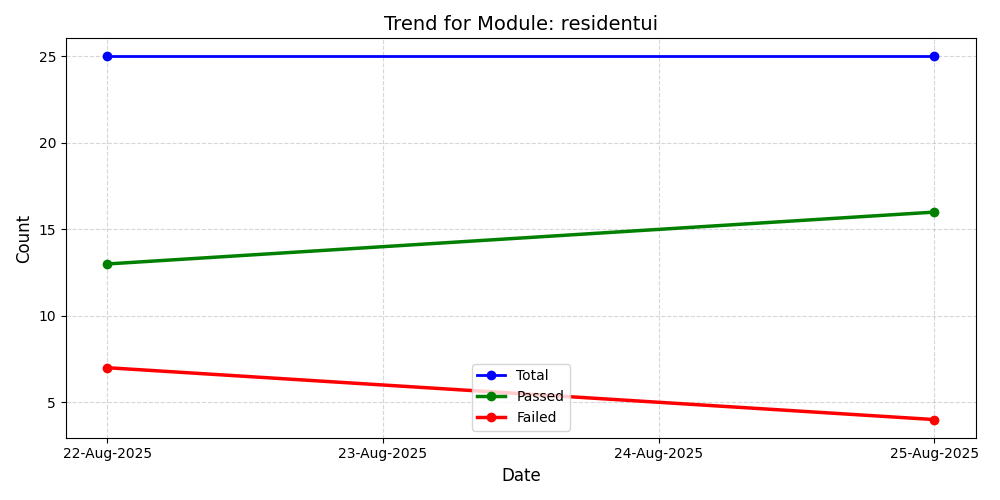 Trend for Module: residentui
25
20
15
10
5
Count
Total
Passed
Failed
22-Aug-2025
23-Aug-2025
24-Aug-2025
25-Aug-2025
Date